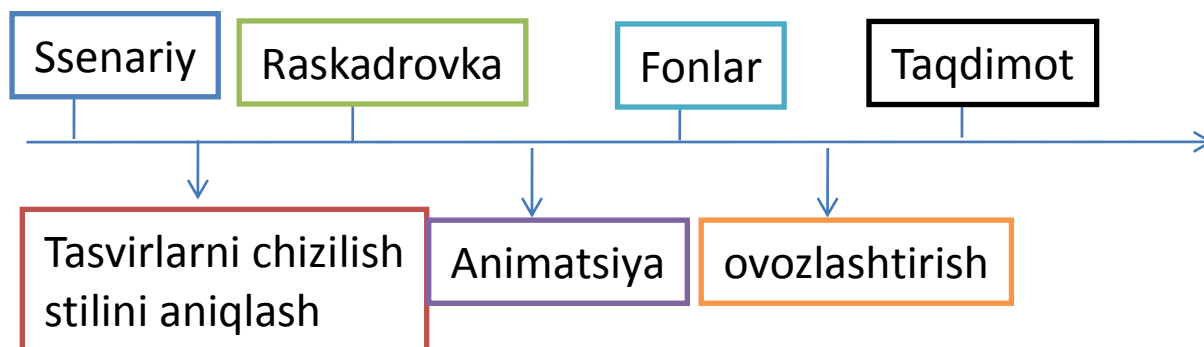 Ssenariy
Raskadrovka
Fonlar
Taqdimot
Tasvirlarni chizilish
stilini aniqlash
Animatsiya
ovozlashtirish